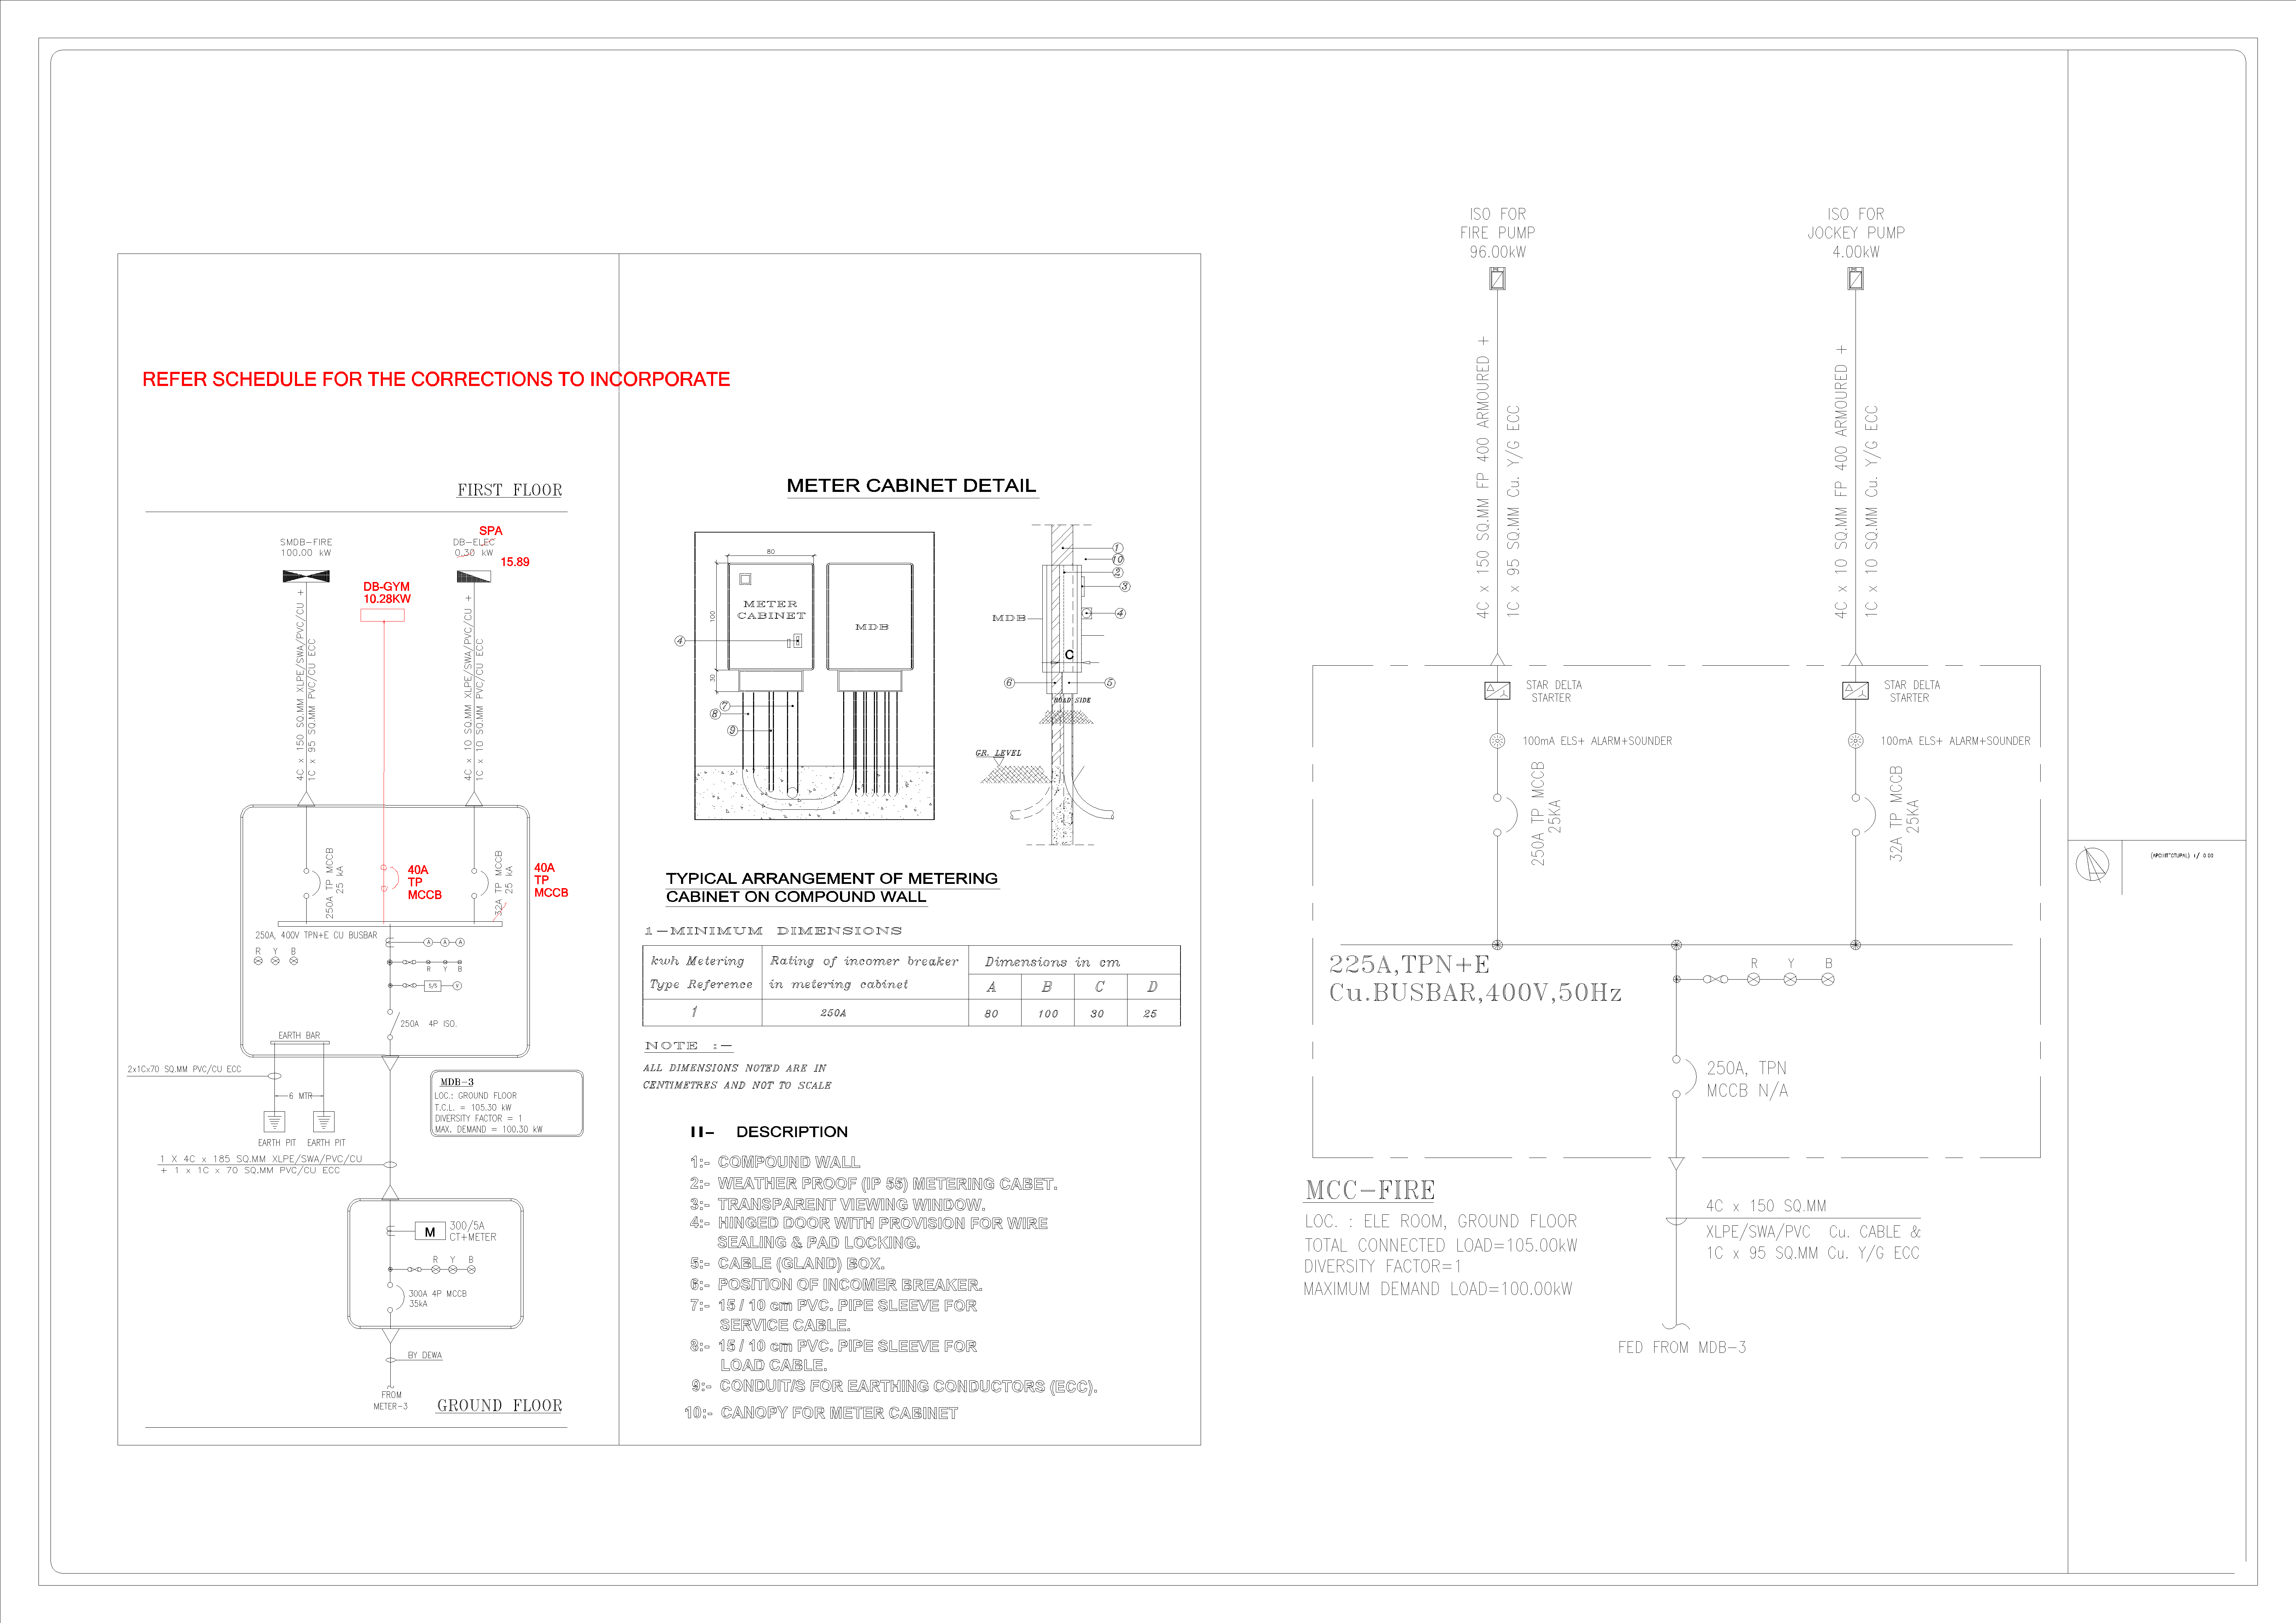 REFER SCHEDULE FOR THE CORRECTIONS TO INCORPORATE
FIRST FLOOR
SMDB-FIRE
100.00 kW
SPA
DB-ELEC
0.30 kW
15.89
DB-GYM
10.28KW
4C x 150 SQ.MM XLPE/SWA/PVC/CU +
1C x 95 SQ.MM PVC/CU ECC
4C x 10 SQ.MM XLPE/SWA/PVC/CU +
1C x 10 SQ.MM PVC/CU ECC
250A TP MCCB
25 kA
40A
TP
MCCB
32A TP MCCB
25 kA
40A
TP
MCCB
250A, 400V TPN+E CU BUSBAR
R Y B
A A A
R Y B
S/S V
250A 4P ISO.
EARTH BAR
2x1Cx70 SQ.MM PVC/CU ECC
6 MTR
EARTH PIT EARTH PIT
MDB-3
LOC.: GROUND FLOOR
T.C.L. = 105.30 kW
DIVERSITY FACTOR = 1
MAX. DEMAND = 100.30 kW
1 X 4C x 185 SQ.MM XLPE/SWA/PVC/CU
+ 1 x 1C x 70 SQ.MM PVC/CU ECC
M
300/5A
CT+METER
R Y B
300A 4P MCCB
35kA
BY DEWA
FROM
METER-3
GROUND FLOOR
METER CABINET DETAIL
80
100
30
METER
CABINET
MDB
4
7
8
9
MDB
1
10
2
3
4
C
6
5
ROAD SIDE
GR. LEVEL
TYPICAL ARRANGEMENT OF METERING
CABINET ON COMPOUND WALL
1-MINIMUM DIMENSIONS
kwh Metering
Type Reference
Rating of incomer breaker
in metering cabinet
Dimensions in cm
A B C D
1 250A 80 100 30 25
NOTE :-
ALL DIMENSIONS NOTED ARE IN
CENTIMETRES AND NOT TO SCALE
II- DESCRIPTION
1:- COMPOUND WALL
2:- WEATHER PROOF (IP 55) METERING CABET.
3:- TRANSPARENT VIEWING WINDOW.
4:- HINGED DOOR WITH PROVISION FOR WIRE
SEALING & PAD LOCKING.
5:- CABLE (GLAND) BOX.
6:- POSITION OF INCOMER BREAKER.
7:- 15 / 10 cm PVC. PIPE SLEEVE FOR
SERVICE CABLE.
8:- 15 / 10 cm PVC. PIPE SLEEVE FOR
LOAD CABLE.
9:- CONDUIT/S FOR EARTHING CONDUCTORS (ECC).
10:- CANOPY FOR METER CABINET
ISO FOR
FIRE PUMP
96.00kW
ISO FOR
JOCKEY PUMP
4.00kW
4C x 150 SQ.MM FP 400 ARMOURED +
1C x 95 SQ.MM Cu. Y/G ECC
4C x 10 SQ.MM FP 400 ARMOURED +
1C x 10 SQ.MM Cu. Y/G ECC
STAR DELTA
STARTER
STAR DELTA
STARTER
100mA ELS+ ALARM+SOUNDER
100mA ELS+ ALARM+SOUNDER
250A TP MCCB
25KA
32A TP MCCB
25KA
225A,TPN+E
Cu.BUSBAR,400V,50Hz
R Y B
250A, TPN
MCCB N/A
MCC-FIRE
LOC. : ELE ROOM, GROUND FLOOR
TOTAL CONNECTED LOAD=105.00kW
DIVERSITY FACTOR=1
MAXIMUM DEMAND LOAD=100.00kW
4C x 150 SQ.MM
XLPE/SWA/PVC Cu. CABLE &
1C x 95 SQ.MM Cu. Y/G ECC
FED FROM MDB-3